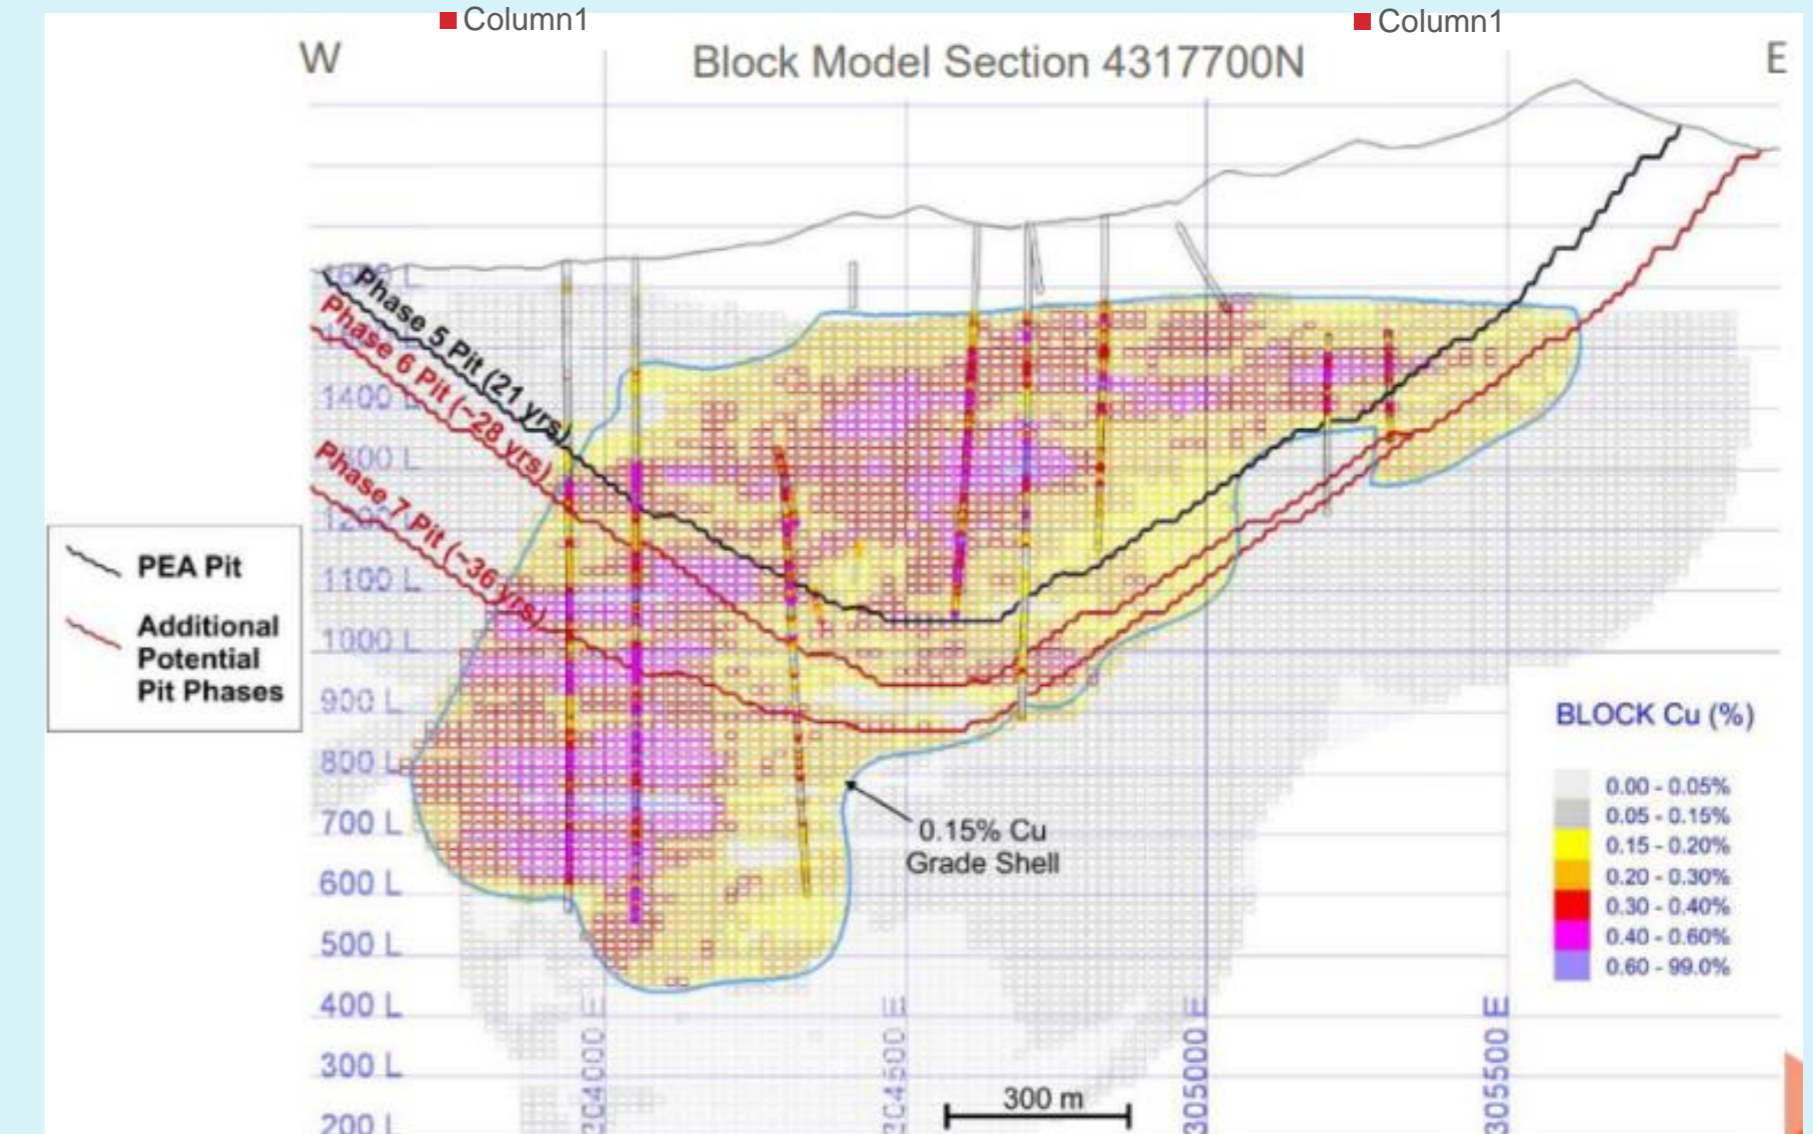 Column1
Column1
W
Block Model Section 4317700N
E
Phase 5 Pit (21 yrs)
Phase 6 Pit (~28 yrs)
Phase 7 Pit (~36 yrs)
1400 L
1100 L
1000 L
900 L
800 L
700 L
600 L
500 L
400 L
300 L
200 L
PEA Pit
Additional
Potential
Pit Phases
0.15% Cu
Grade Shell
BLOCK Cu (%)
0.00 - 0.05%
0.05 - 0.15%
0.15 - 0.20%
0.20 - 0.30%
0.30 - 0.40%
0.40 - 0.60%
0.60 - 99.0%
305000 E
305500 E
300 m